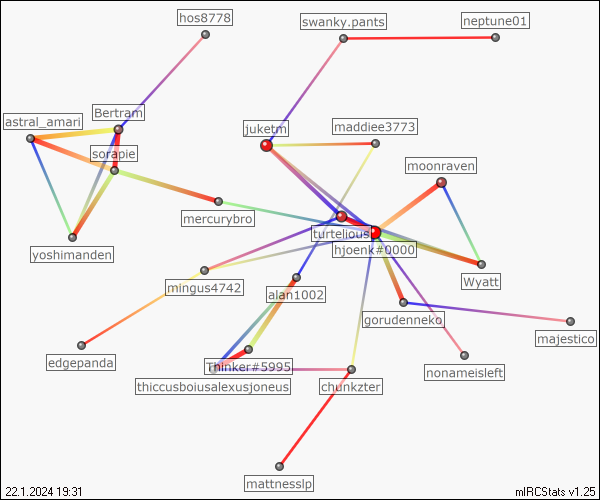 hos8778
swanky.pants
neptune01
astral_amari
Bertram
juketm
maddiee3773
sorapie
moonraven
mercurybro
turtelious
hjoenk#0000
yoshimanden
mingus4742
alan1002
Wyatt
gorudenneko
majestico
edgepanda
Thinker#5995
nonameisleft
thiccusboiusalexusjoneus
chunkzter
mattnesslp
22.1.2024 19:31
mIRCStats v1.25